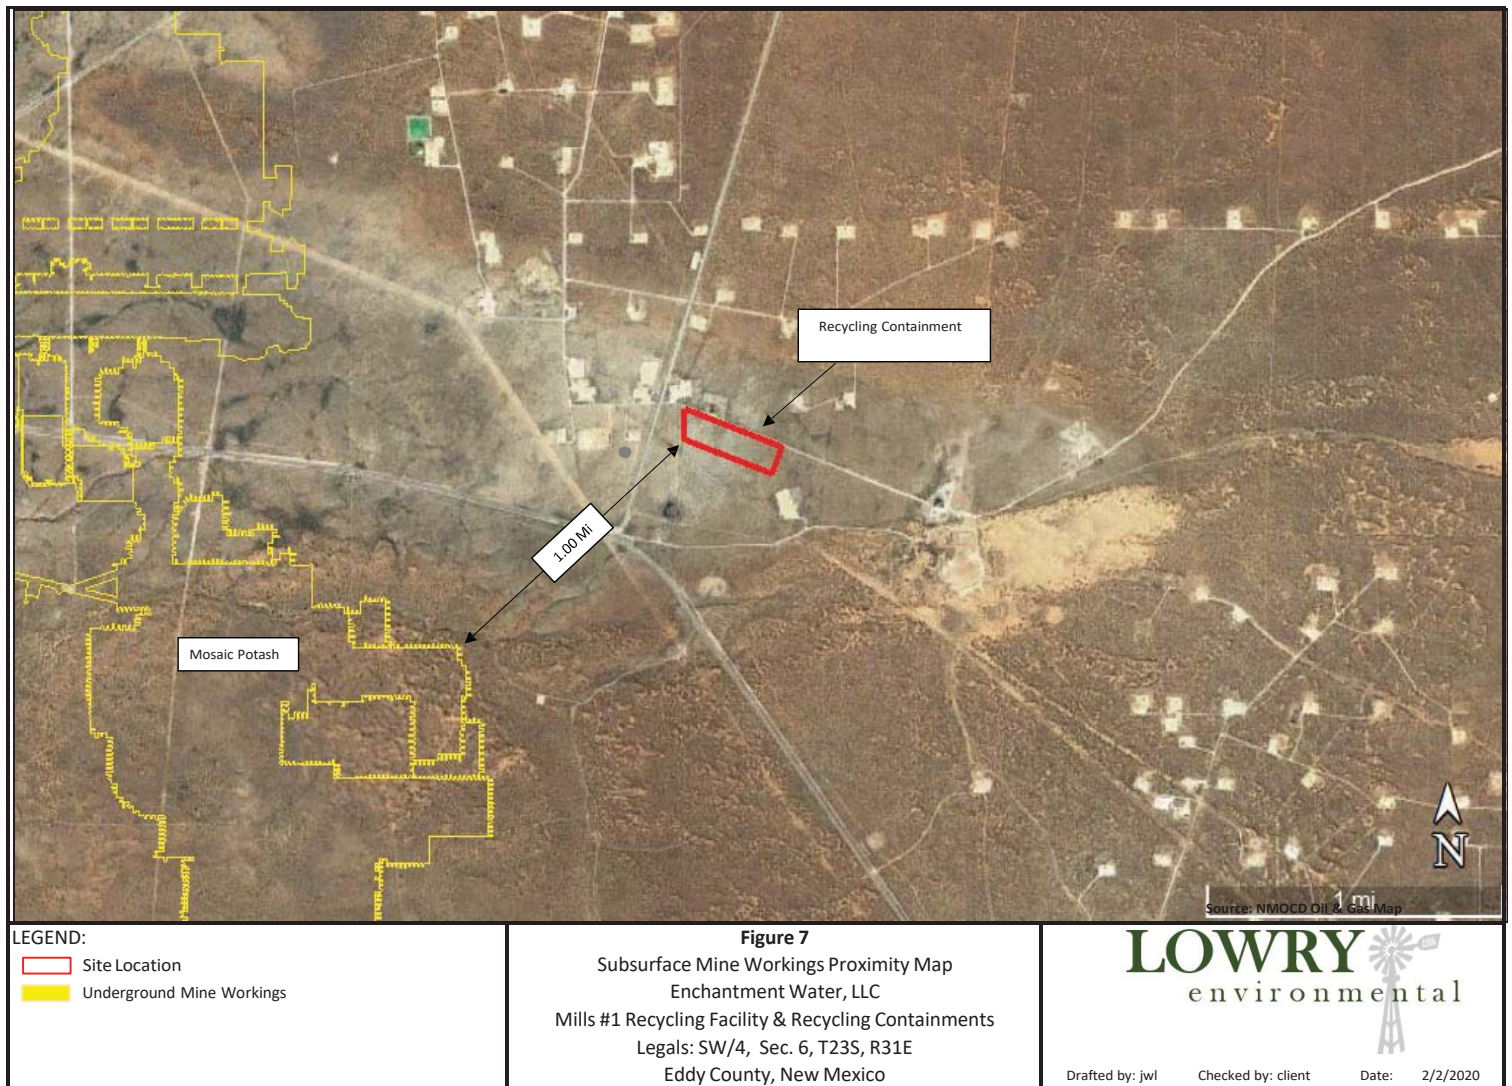 Recycling Containment
1.00 Mi
Mosaic Potash
N
1 mi
Source: NMOCD Oil & Gas Map
LEGEND:
Site Location
Underground Mine Workings
Figure 7
Subsurface Mine Workings Proximity Map
Enchantment Water, LLC
Mills #1 Recycling Facility & Recycling Containments
Legals: SW/4, Sec. 6, T23S, R31E
Eddy County, New Mexico
LOWRY
environmental
Drafted by: jwl Checked by: client Date: 2/2/2020